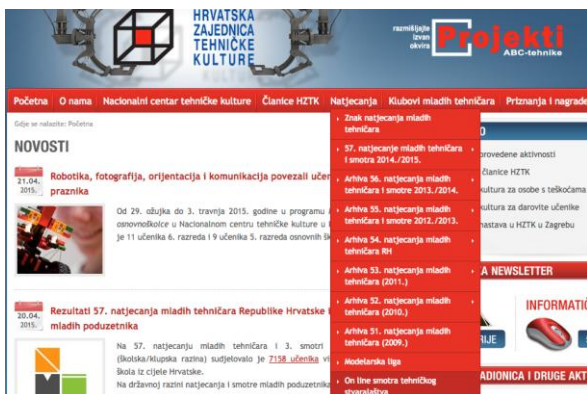 HRVATSKA
ZAJEDNICA
TEHNIČKE
KULTURE
razmišljajte
izvan
okvira
Projekti
ABC-tehnike
Početna O nama Nacionalni centar tehničke kulture Članice HZTK Natjecanja Klubovi mladih tehničara Priznanja i nagrade
Gdje se nalazite: Početna
NOVOSTI
21.04.
2015.
Robotika, fotografija, orijentacija i komunikacija povezali
praznika
Od 29. ožujka do 3. travnja 2015. godine u programu
osnovnoškolce u Nacionalnom centru tehničke kulture u
je 11 učenika 6. razreda i 9 učenika 5. razreda osnovnih
20.04.
2015.
Rezultati 57. natjecanja mladih tehničara Republike Hrvatske
mladih poduzetnika
Na 57. natjecanju mladih tehničara i 3. smotri
(školska/klupska razina) sudjelovalo je 7158 učenika
škola iz cijele Hrvatske.
Na državnoj razini natjecanja i smotre mladih poduzetnika
Znak natjecanja mladih
tehničara
57. natjecanje mladih tehničara
i smotra 2014./2015.
Arhiva 56. natjecanja mladih
tehničara i smotre 2013./2014.
Arhiva 55. natjecanja mladih
tehničara i smotre 2012./2013.
Arhiva 54. natjecanja mladih
tehničara RH
Arhiva 53. natjecanja mladih
tehničara (2011.)
Arhiva 52. natjecanja mladih
tehničara (2010.)
Arhiva 51. natjecanja mladih
tehničara (2009.)
Modelarska liga
On line smotra tehničkog
stvaralaštva
O
provedene aktivnosti
članice HZTK
kultura za osobe s teškoćama
kultura za darovite učenike
nastava u HZTK u Zagrebu
A NEWSLETTER
INFORMATIČ
RIJE
ADIONICA I DRUGE AKT